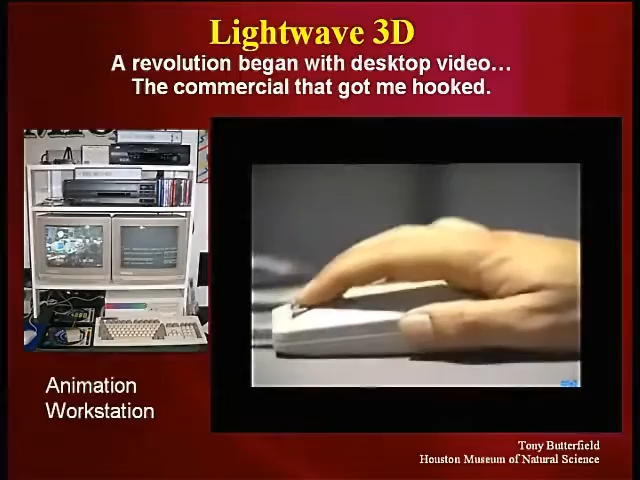 Lightwave 3D
A revolution began with desktop video…
The commercial that got me hooked.
Animation
Workstation
Tony Butterfield
Houston Museum of Natural Science